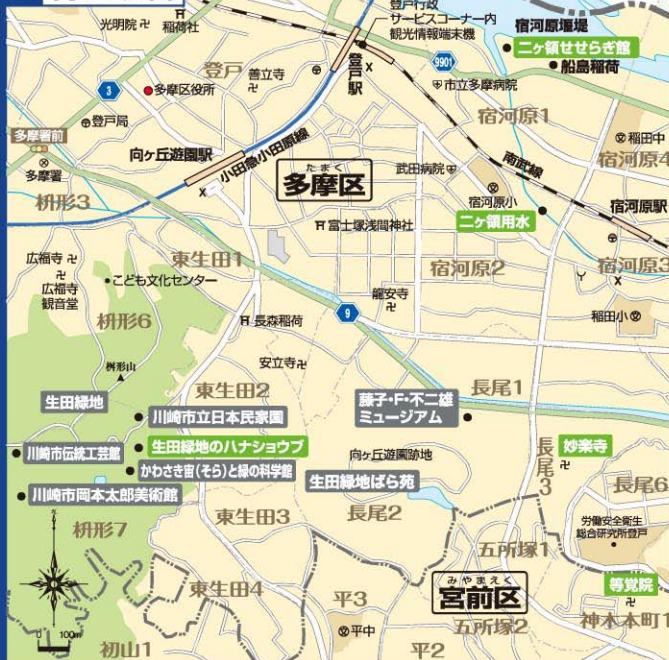 光明院
稲荷社
登戸行政
サービスコーナー内
観光情報端末機
宿河原堰堤
二ヶ領せせらぎ館
船島稲荷
登戸
善立寺
登戸駅
9901
市立多摩病院
3
多摩区役所
登戸局
宿河原1
稲田中
宿河原4
多摩署前
多摩署
向ヶ丘遊園駅
小田急小田原線
たまく
多摩区
武田病院
南武線
宿河原小
宿河原駅
二ヶ領用水
枡形3
富士塚浅間神社
広福寺
広福寺
観音堂
東生田1
こども文化センター
宿河原2
宿河原3
龍安寺
稲田小
枡形6
長森稲荷
9
安立寺
枡形山
東生田2
長尾1
生田緑地
川崎市立日本民家園
藤子・F・不二雄
ミュージアム
川崎市伝統工芸館
生田緑地のハナショウブ
かわさき宙(そら)と緑の科学館
向ヶ丘遊園跡地
生田緑地ばら苑
長尾3
妙楽寺
長尾6
川崎市岡本太郎美術館
枡形7
東生田3
長尾2
五所塚1
労働安全衛生
総合研究所登戸
東生田4
平3
みやまえく
宮前区
等覚院
0 100m
初山1
平中
平2
五所塚2
神木本町1